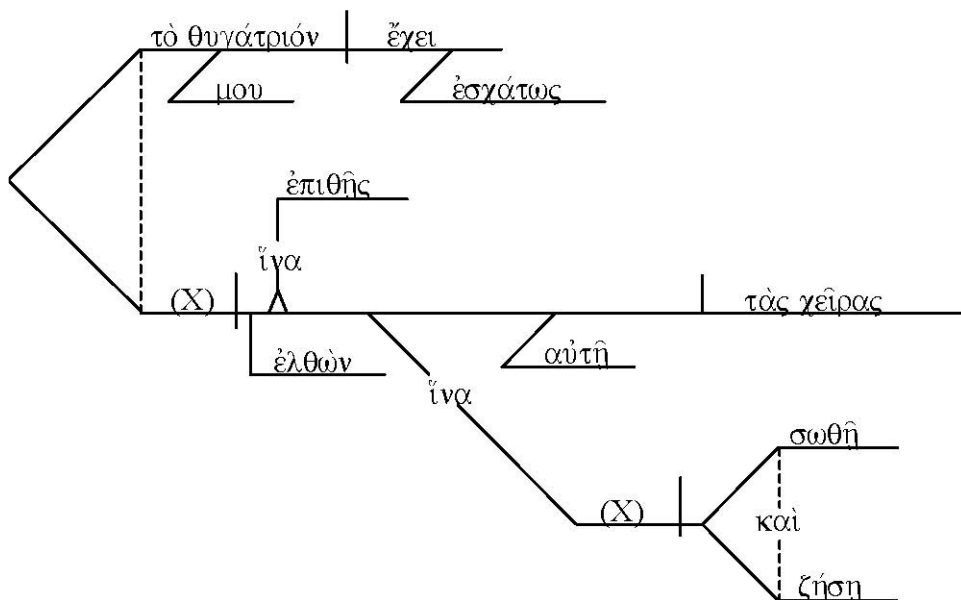 τὸ θυγάτριόν ἔχει
μου ἐσχάτως
ἐπιθῇς
ἵνα
(X) τὰς χεῖρας
ἐλθὼν αὐτῇ
ἵνα
σωθῇ
(X) καὶ
ζήσῃ